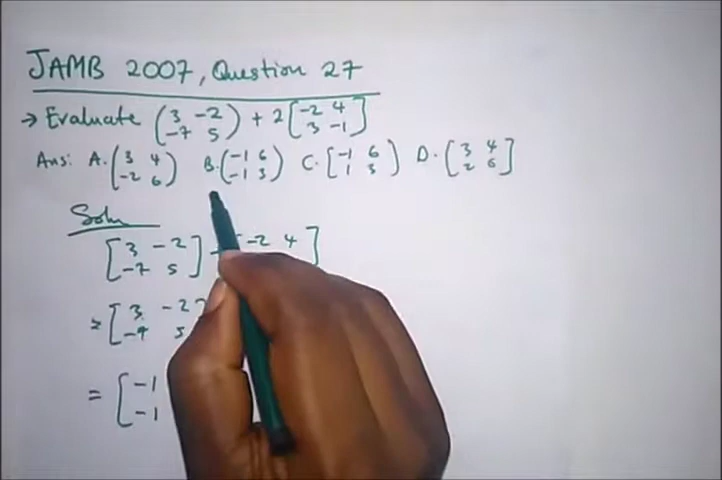 JAMB 2007, Question 27
→ Evaluate (3 -2 + 2 [-2 4
-7 5) 3 -1]
Ans: A. (3 4 B. (-1 6 C. [-1 6 D. [3 4
-2 6) -1 3) 1 3) 2 6]
Soln
[3 -2 -2 4
-7 5]
= [3 -2
-7 5
= [-1
-1